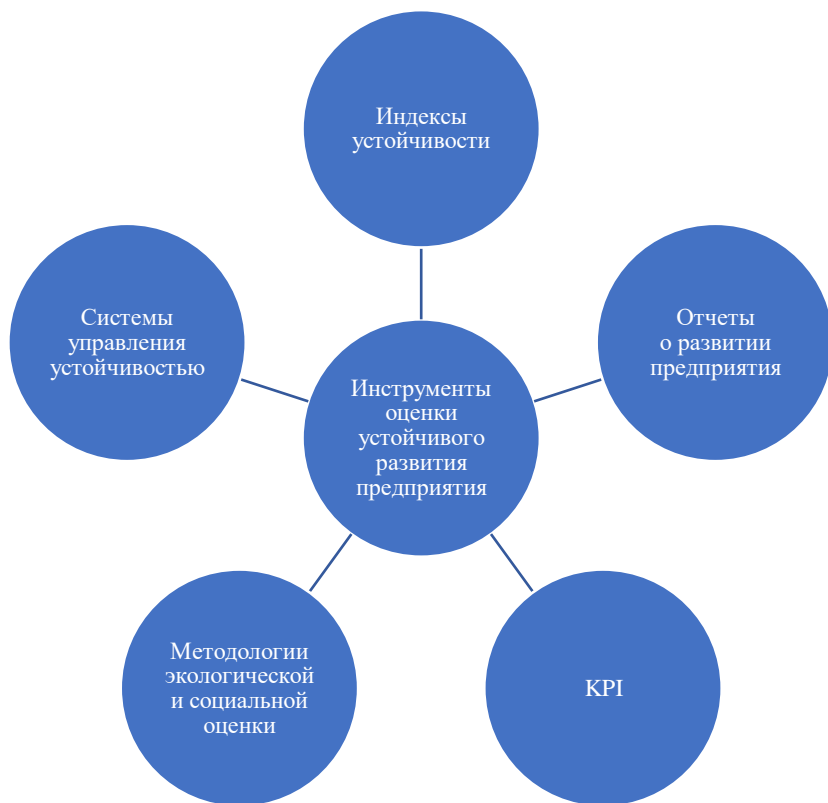 Индексы
устойчивости
Системы
управления
устойчивостью
Отчеты
о развитии
предприятия
Инструменты
оценки
устойчивого
развития
предприятия
Методологии
экологической
и социальной
оценки
KPI